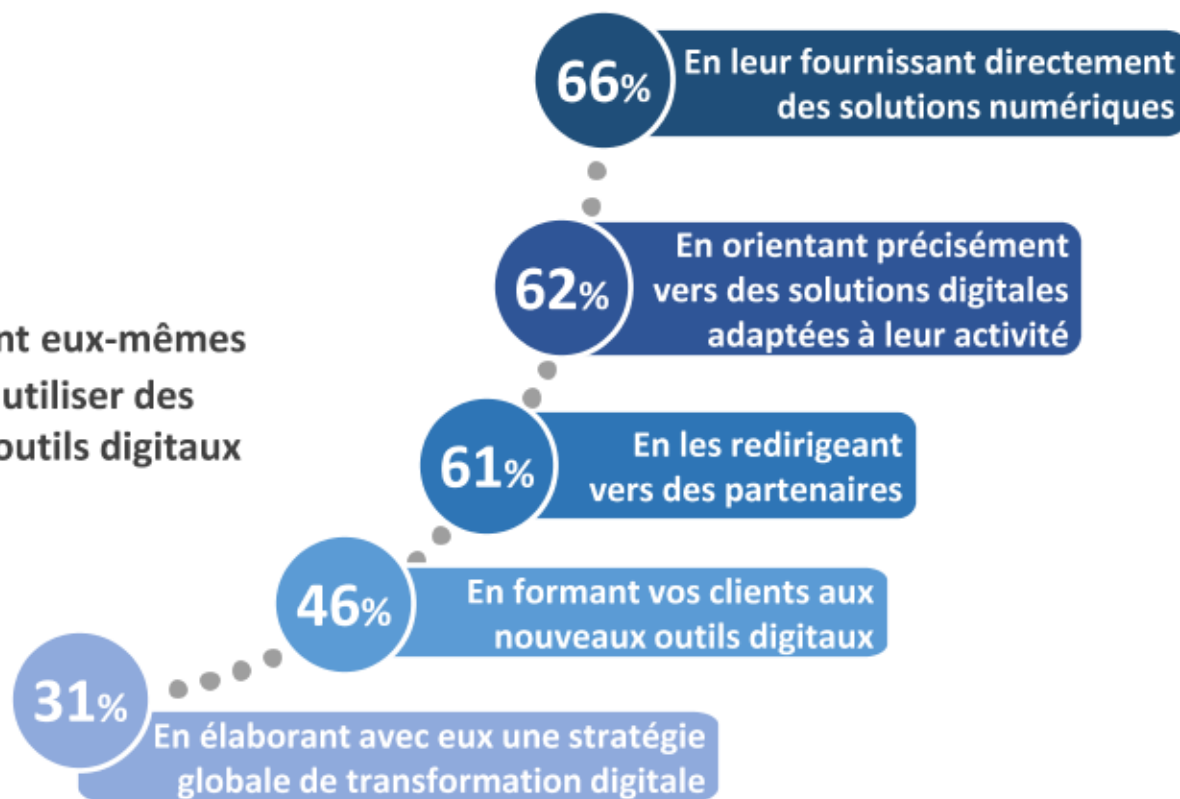 66%
En leur fournissant directement
des solutions numériques
62%
En orientant précisément
vers des solutions digitales
adaptées à leur activité
eux-mêmes
utiliser des
outils digitaux
61%
En les redirigeant
vers des partenaires
46%
En formant vos clients aux
nouveaux outils digitaux
31%
En élaborant avec eux une stratégie
globale de transformation digitale